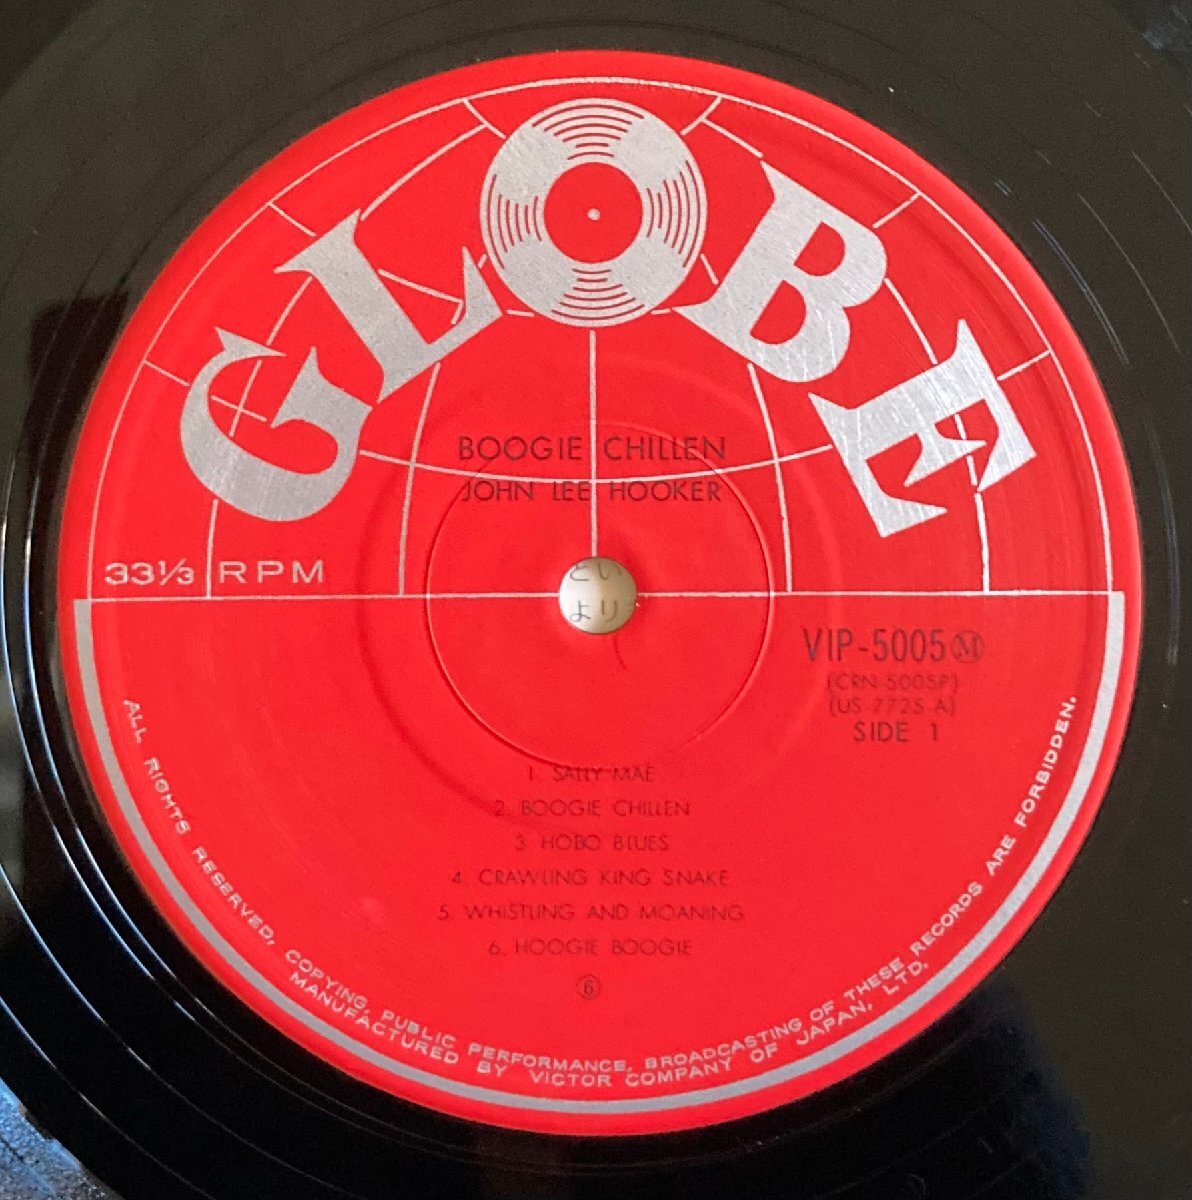 GLOBE
BOOGIE CHILLEN
JOHN LEE HOOKER
33⅓ RPM
とい
より
VIP-5005 Ⓜ
(CRN-5005P)
(US-7725-A)
SIDE 1
1. SALLY MAE
2. BOOGIE CHILLEN
3. HOBO BLUES
4. CRAWLING KING SNAKE
5. WHISTLING AND MOANING
6. HOOGIE BOOGIE
⑥
ALL RIGHTS RESERVED, COPYING, PUBLIC PERFORMANCE, BROADCASTING OF THESE RECORDS ARE FORBIDDEN.
MANUFACTURED BY VICTOR COMPANY OF JAPAN, LTD.